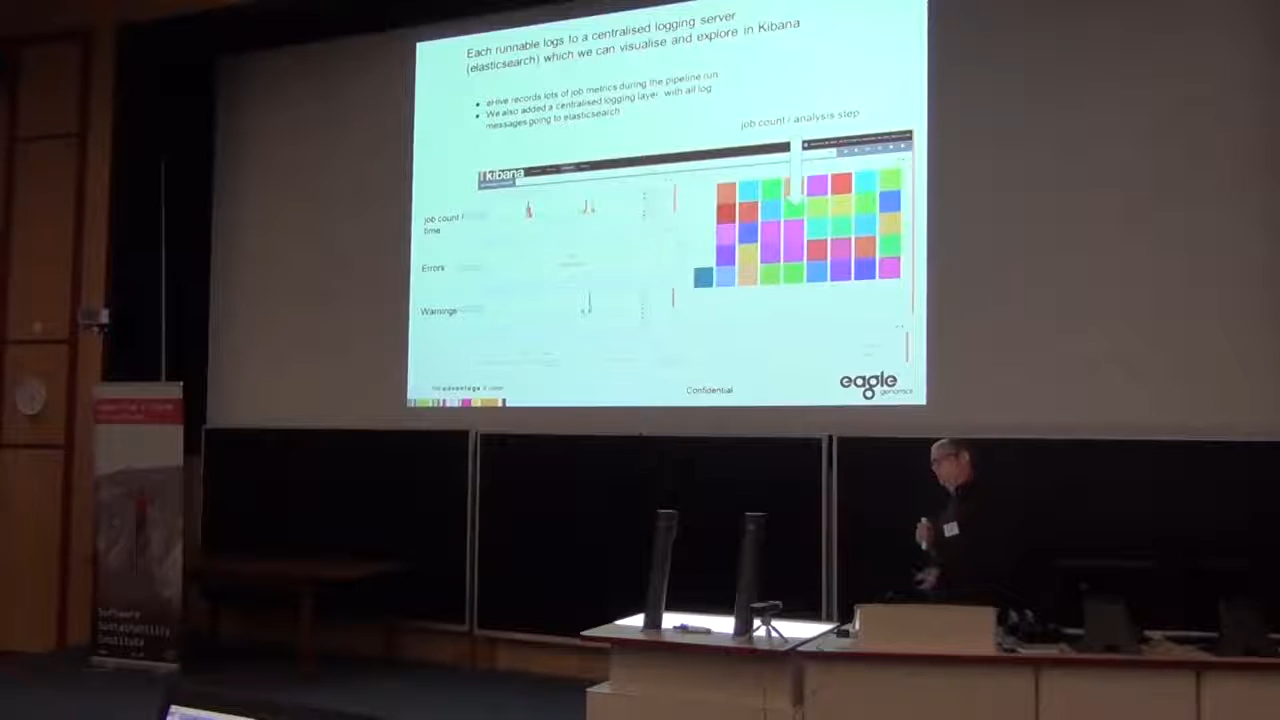 Each runnable logs to a centralised logging server
(elasticsearch) which we can visualise and explore in Kibana
• eHive records lots of job metrics during the pipeline run
• We also added a centralised logging layer, with all log
messages going to elasticsearch
job count / analysis step
kibana
job count /
time
Errors
Warnings
advantage
Confidential
eagle
genomics
Software
Sustainability
Institute